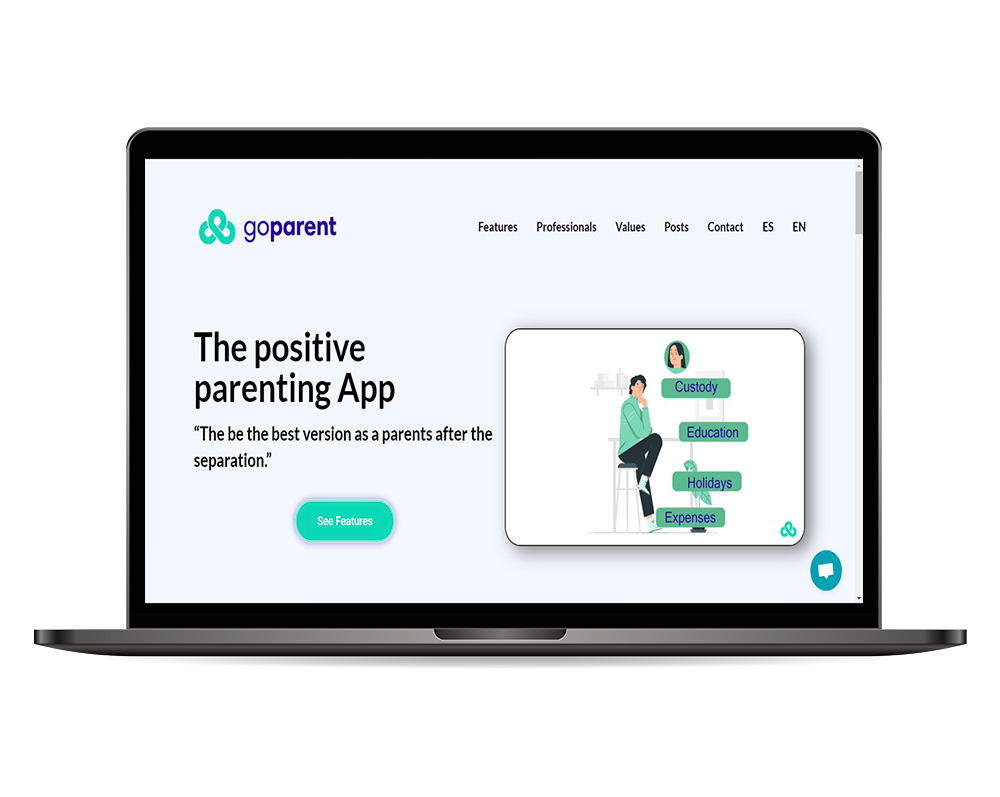 goparent
Features Professionals Values Posts Contact ES EN
The positive
parenting App
“The be the best version as a parents after the
separation.”
See Features
Custody
Education
Holidays
Expenses